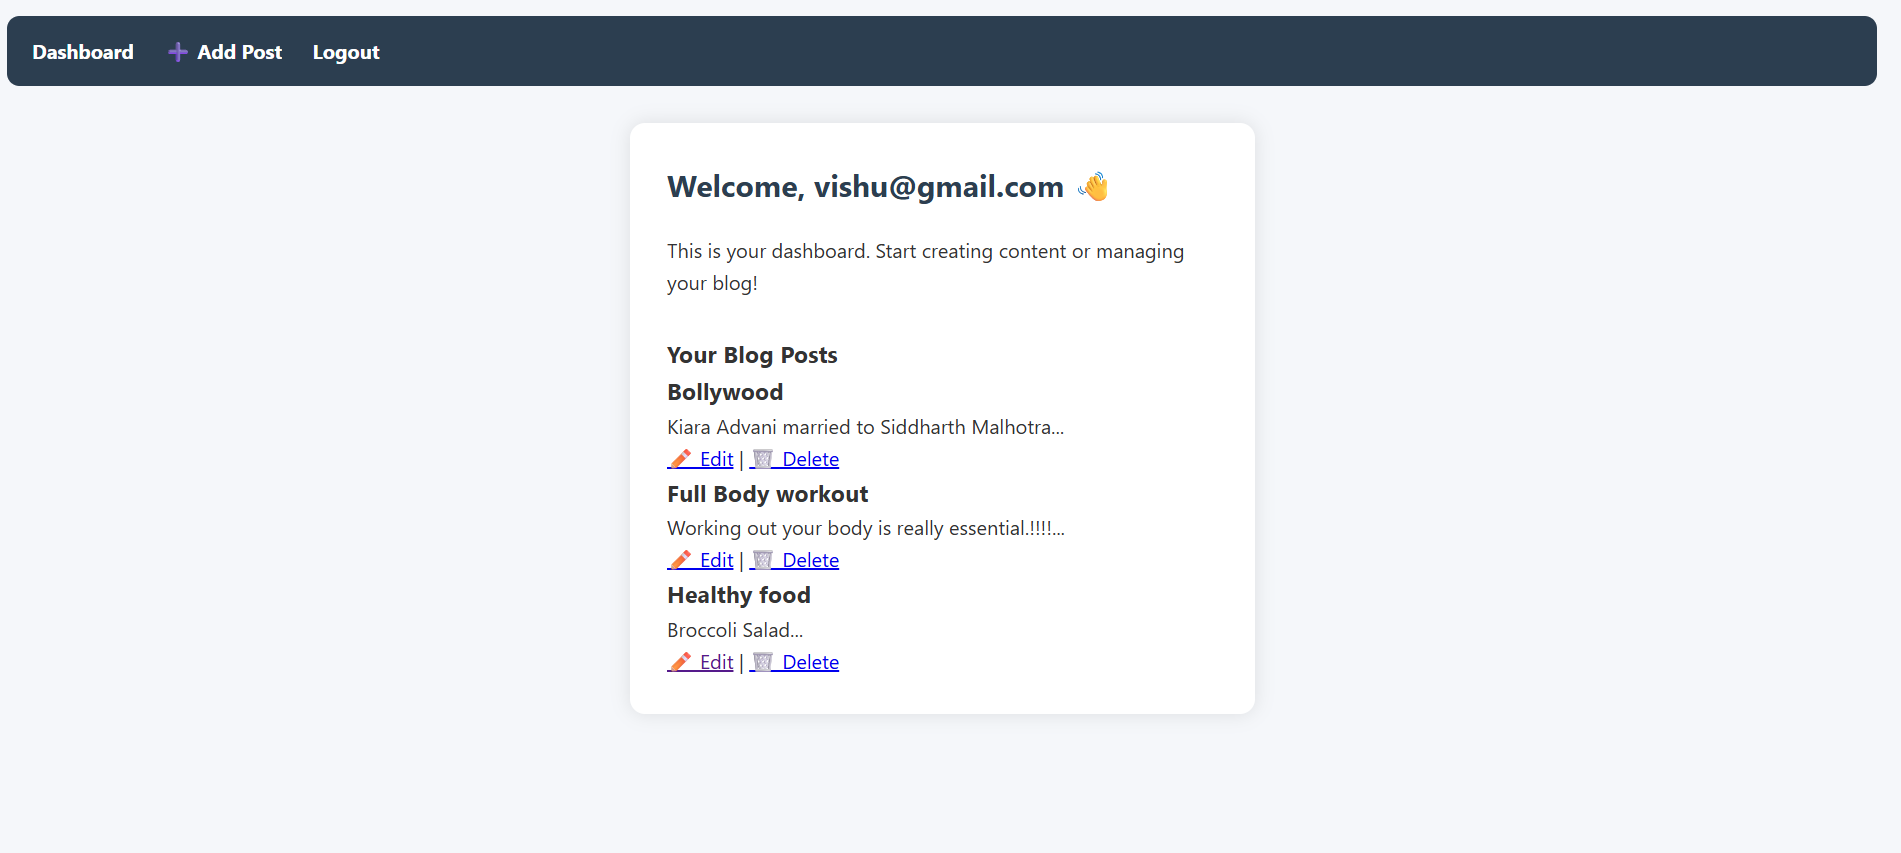 Dashboard ➕ Add Post Logout
Welcome, vishu@gmail.com 👋
This is your dashboard. Start creating content or managing
your blog!
Your Blog Posts
Bollywood
Kiara Advani married to Siddharth Malhotra...
✏️ Edit | 🗑️ Delete
Full Body workout
Working out your body is really essential.!!!!...
✏️ Edit | 🗑️ Delete
Healthy food
Broccoli Salad...
✏️ Edit | 🗑️ Delete